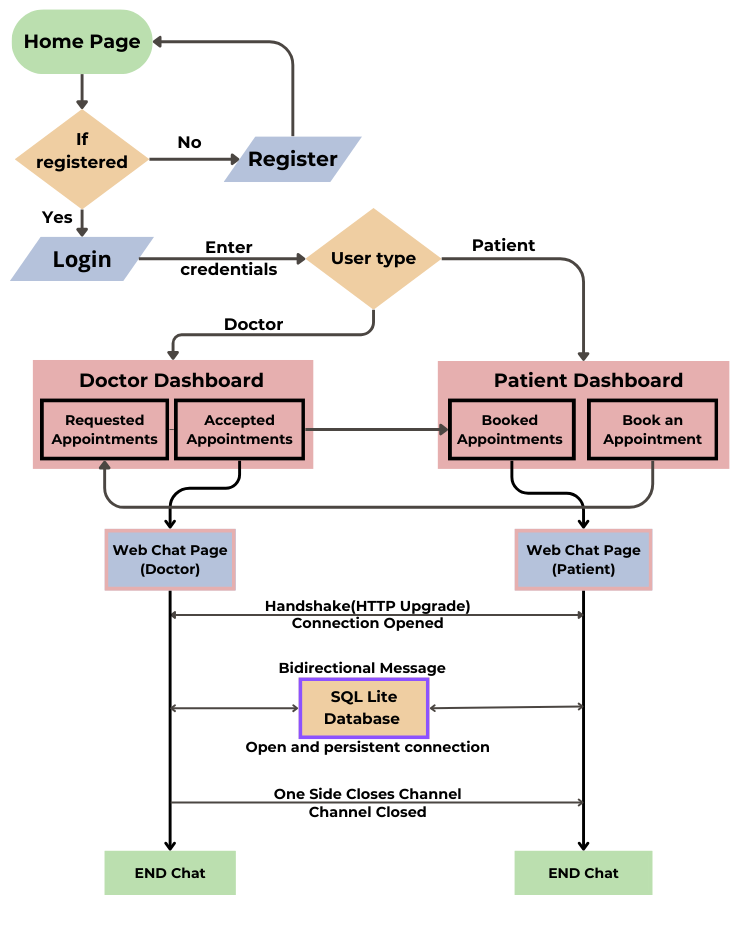 Home Page
If
registered
No
Register
Yes
Login
Enter
credentials
User type
Patient
Doctor
Doctor Dashboard
Requested
Appointments
Accepted
Appointments
Patient Dashboard
Booked
Appointments
Book an
Appointment
Web Chat Page
(Doctor)
Web Chat Page
(Patient)
Handshake(HTTP Upgrade)
Connection Opened
Bidirectional Message
SQL Lite
Database
Open and persistent connection
One Side Closes Channel
Channel Closed
END Chat
END Chat